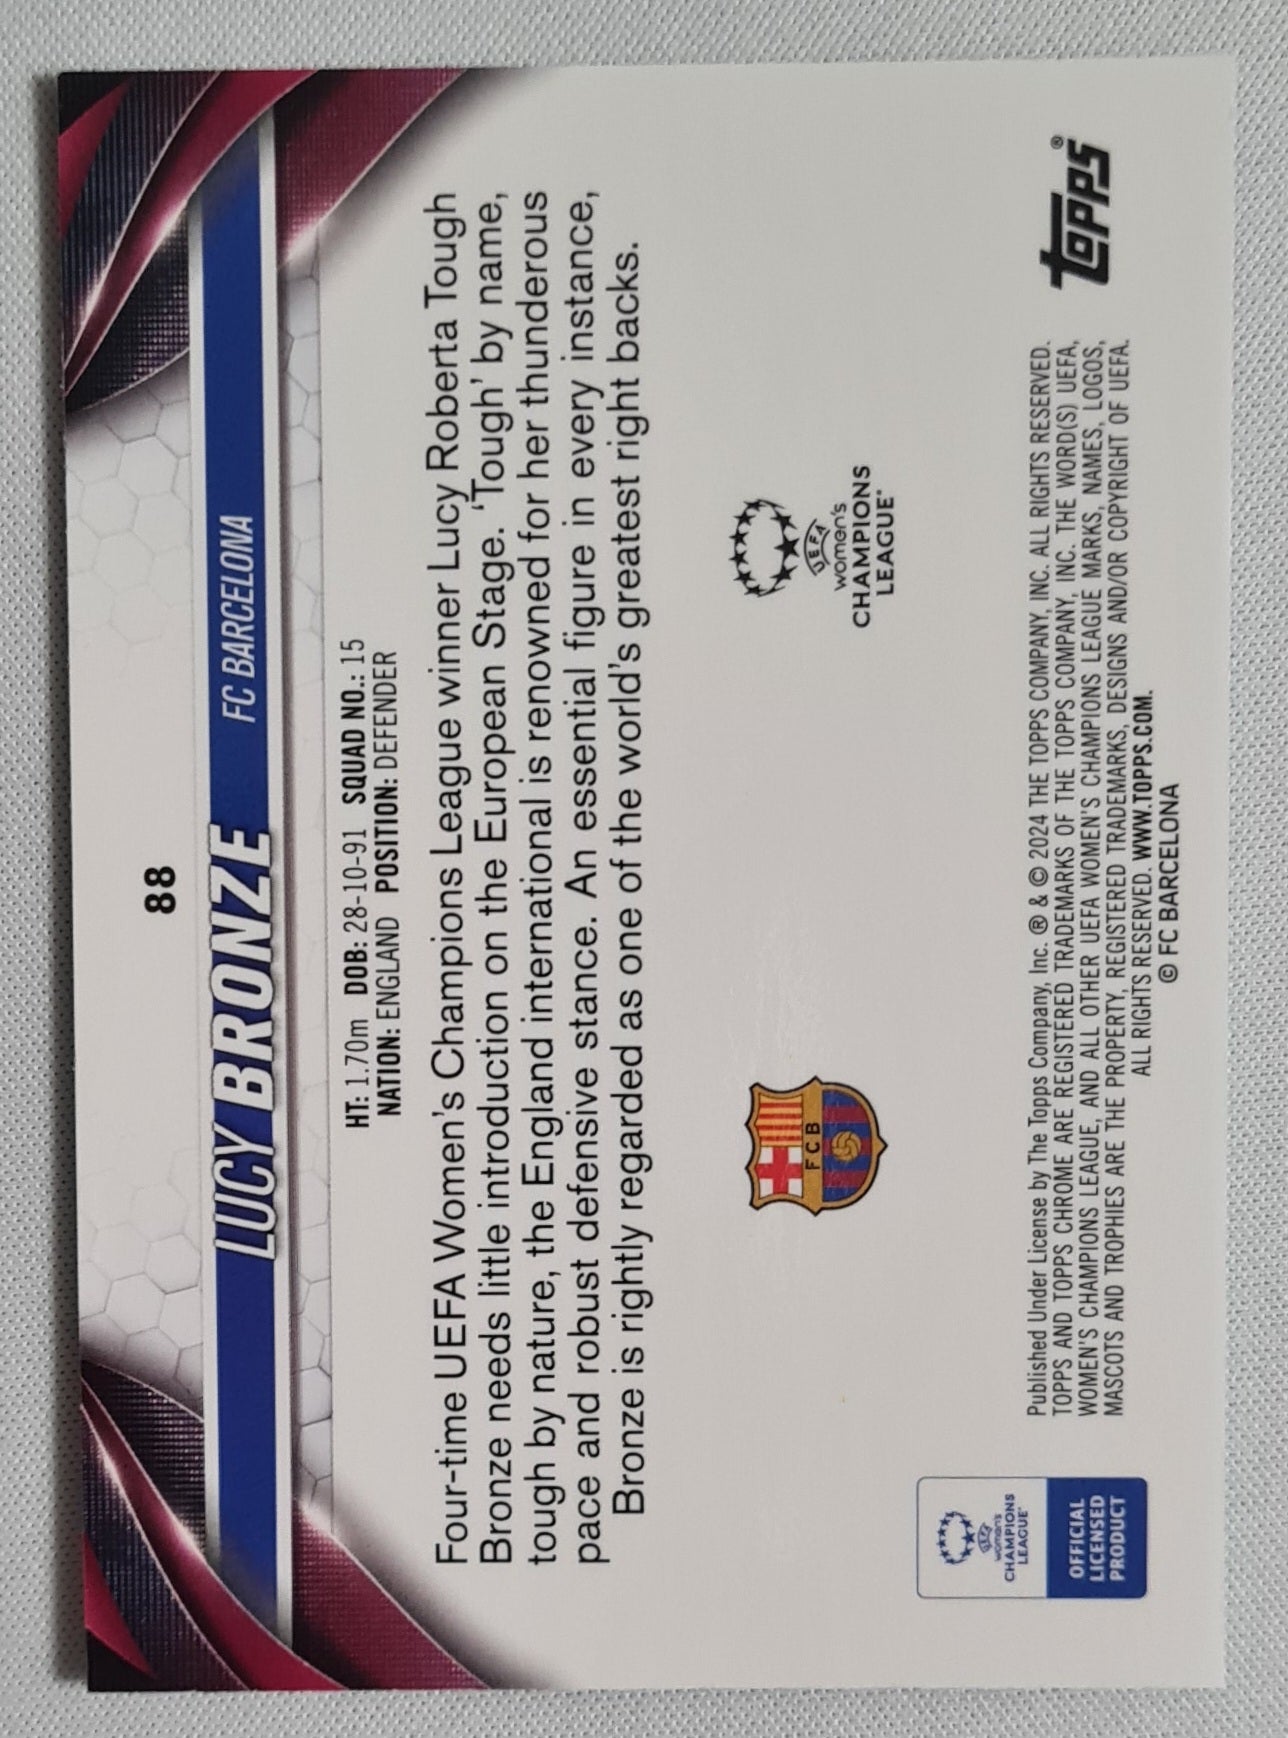 88
LUCY BRONZE FC BARCELONA
HT: 1.70m DOB: 28-10-91 SQUAD NO.: 15
NATION: ENGLAND POSITION: DEFENDER
Four-time UEFA Women's Champions League winner Lucy Roberta Tough
Bronze needs little introduction on the European Stage. 'Tough' by name,
tough by nature, the England international is renowned for her thunderous
pace and robust defensive stance. An essential figure in every instance,
Bronze is rightly regarded as one of the world's greatest right backs.
FCB
UEFA
women's
CHAMPIONS
LEAGUE
UEFA
women's
CHAMPIONS
LEAGUE
OFFICIAL
LICENSED
PRODUCT
Published Under License by The Topps Company, Inc. ® & © 2024 THE TOPPS COMPANY, INC. ALL RIGHTS RESERVED.
TOPPS AND TOPPS CHROME ARE REGISTERED TRADEMARKS OF THE TOPPS COMPANY, INC. THE WORD(S) UEFA,
WOMEN'S CHAMPIONS LEAGUE, AND ALL OTHER UEFA WOMEN'S CHAMPIONS LEAGUE MARKS, NAMES, LOGOS,
MASCOTS AND TROPHIES ARE THE PROPERTY, REGISTERED TRADEMARKS, DESIGNS AND/OR COPYRIGHT OF UEFA.
ALL RIGHTS RESERVED. WWW.TOPPS.COM.
© FC BARCELONA
Topps®